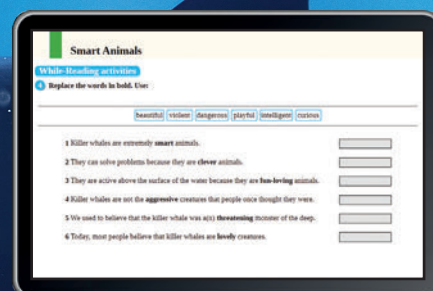 Smart Animals
While-Reading activities
4 Replace the words in bold. Use:
beautiful violent dangerous playful intelligent curious
1 Killer whales are extremely smart animals.
2 They can solve problems because they are clever animals.
3 They are active above the surface of the water because they are fun-loving animals.
4 Killer whales are not the aggressive creatures that people once thought they were.
5 We used to believe that the killer whale was a(n) threatening monster of the deep.
6 Today, most people believe that killer whales are lovely creatures.